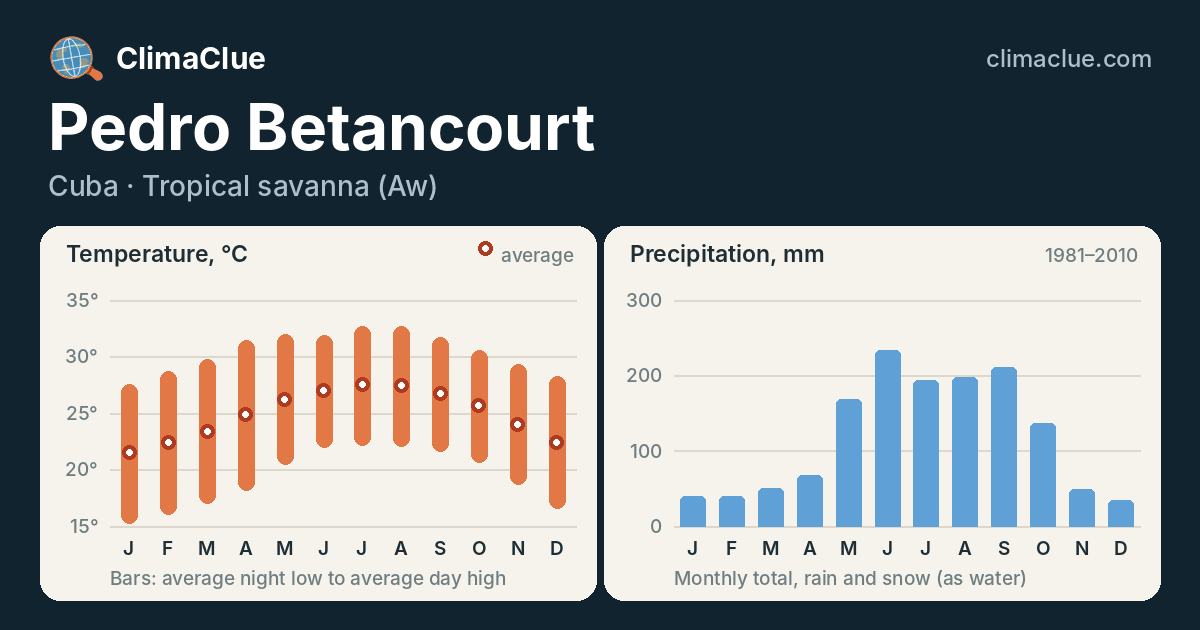 ClimaClue
climaclue.com
Pedro Betancourt
Cuba · Tropical savanna (Aw)
Temperature, °C
average
35°
30°
25°
20°
15°
J F M A M J J A S O N D
Bars: average night low to average day high
Precipitation, mm
1981–2010
300
200
100
0
J F M A M J J A S O N D
Monthly total, rain and snow (as water)